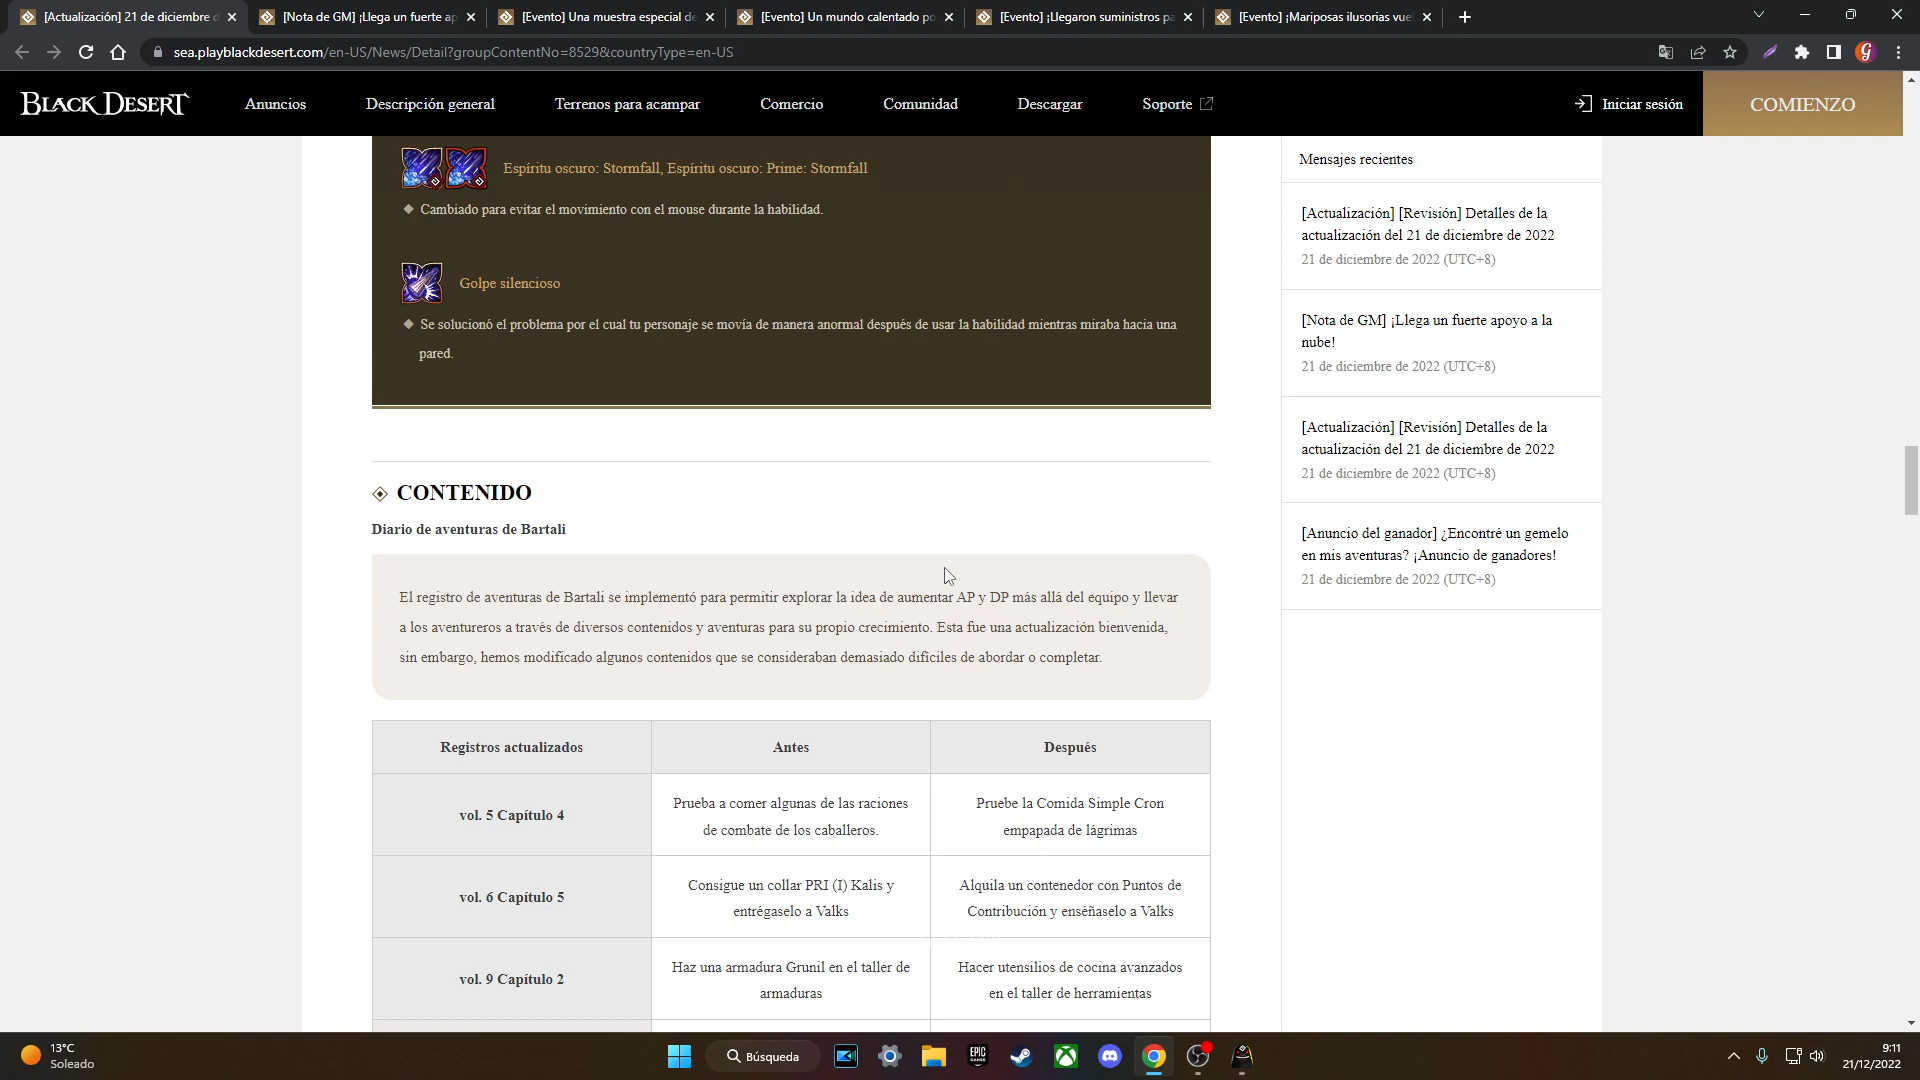 [Actualización] 21 de diciembre d
[Nota de GM] ¡Llega un fuerte ap
[Evento] Una muestra especial de
[Evento] Un mundo calentado po
[Evento] ¡Llegaron suministros pa
[Evento] ¡Mariposas ilusorias vue
sea.playblackdesert.com/en-US/News/Detail?groupContentNo=8529&countryType=en-US
BLACK DESERT
Anuncios
Descripción general
Terrenos para acampar
Comercio
Comunidad
Descargar
Soporte
Iniciar sesión
COMIENZO
Espíritu oscuro: Stormfall, Espíritu oscuro: Prime: Stormfall
Cambiado para evitar el movimiento con el mouse durante la habilidad.
Golpe silencioso
Se solucionó el problema por el cual tu personaje se movía de manera anormal después de usar la habilidad mientras miraba hacia una
pared.
CONTENIDO
Diario de aventuras de Bartali
El registro de aventuras de Bartali se implementó para permitir explorar la idea de aumentar AP y DP más allá del equipo y llevar
a los aventureros a través de diversos contenidos y aventuras para su propio crecimiento. Esta fue una actualización bienvenida,
sin embargo, hemos modificado algunos contenidos que se consideraban demasiado difíciles de abordar o completar.
Registros actualizados
Antes
Después
vol. 5 Capítulo 4
Prueba a comer algunas de las raciones
de combate de los caballeros.
Pruebe la Comida Simple Cron
empapada de lágrimas
vol. 6 Capítulo 5
Consigue un collar PRI (I) Kalis y
entrégaselo a Valks
Alquila un contenedor con Puntos de
Contribución y enséñaselo a Valks
vol. 9 Capítulo 2
Haz una armadura Grunil en el taller de
armaduras
Hacer utensilios de cocina avanzados
en el taller de herramientas
Mensajes recientes
[Actualización] [Revisión] Detalles de la
actualización del 21 de diciembre de 2022
21 de diciembre de 2022 (UTC+8)
[Nota de GM] ¡Llega un fuerte apoyo a la
nube!
21 de diciembre de 2022 (UTC+8)
[Actualización] [Revisión] Detalles de la
actualización del 21 de diciembre de 2022
21 de diciembre de 2022 (UTC+8)
[Anuncio del ganador] ¿Encontré un gemelo
en mis aventuras? ¡Anuncio de ganadores!
21 de diciembre de 2022 (UTC+8)
13°C
Soleado
Búsqueda
EPIC
GAMES
9:11
21/12/2022